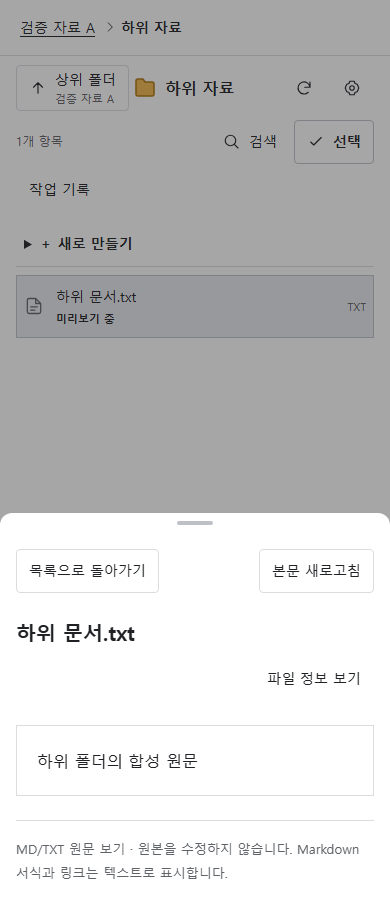 검증 자료 A > 하위 자료
상위 폴더
검증 자료 A
하위 자료
1개 항목
검색
선택
작업 기록
+ 새로 만들기
하위 문서.txt
미리보기 중
TXT
목록으로 돌아가기
본문 새로고침
하위 문서.txt
파일 정보 보기
하위 폴더의 합성 원문
MD/TXT 원문 보기 · 원본을 수정하지 않습니다. Markdown
서식과 링크는 텍스트로 표시합니다.